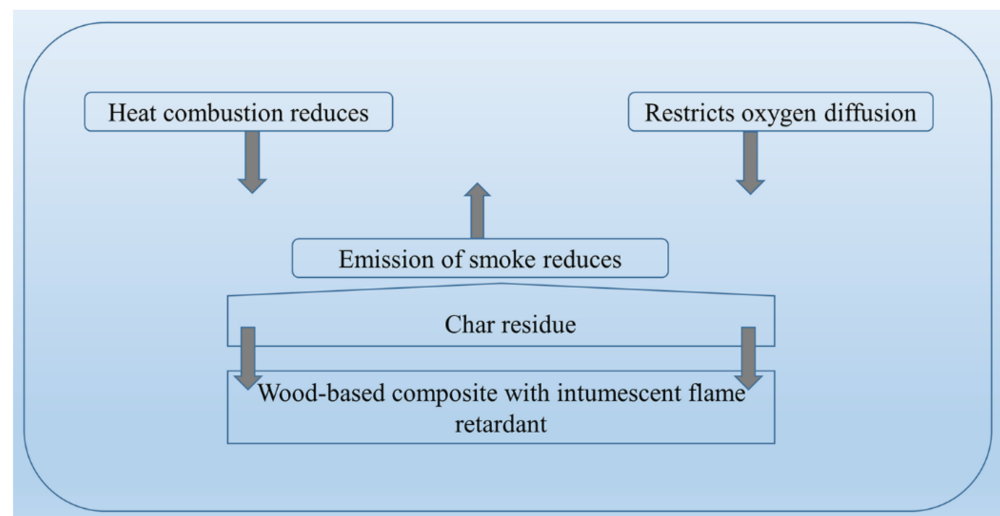 Heat combustion reduces
Restricts oxygen diffusion
Emission of smoke reduces
Char residue
Wood-based composite with intumescent flame
retardant